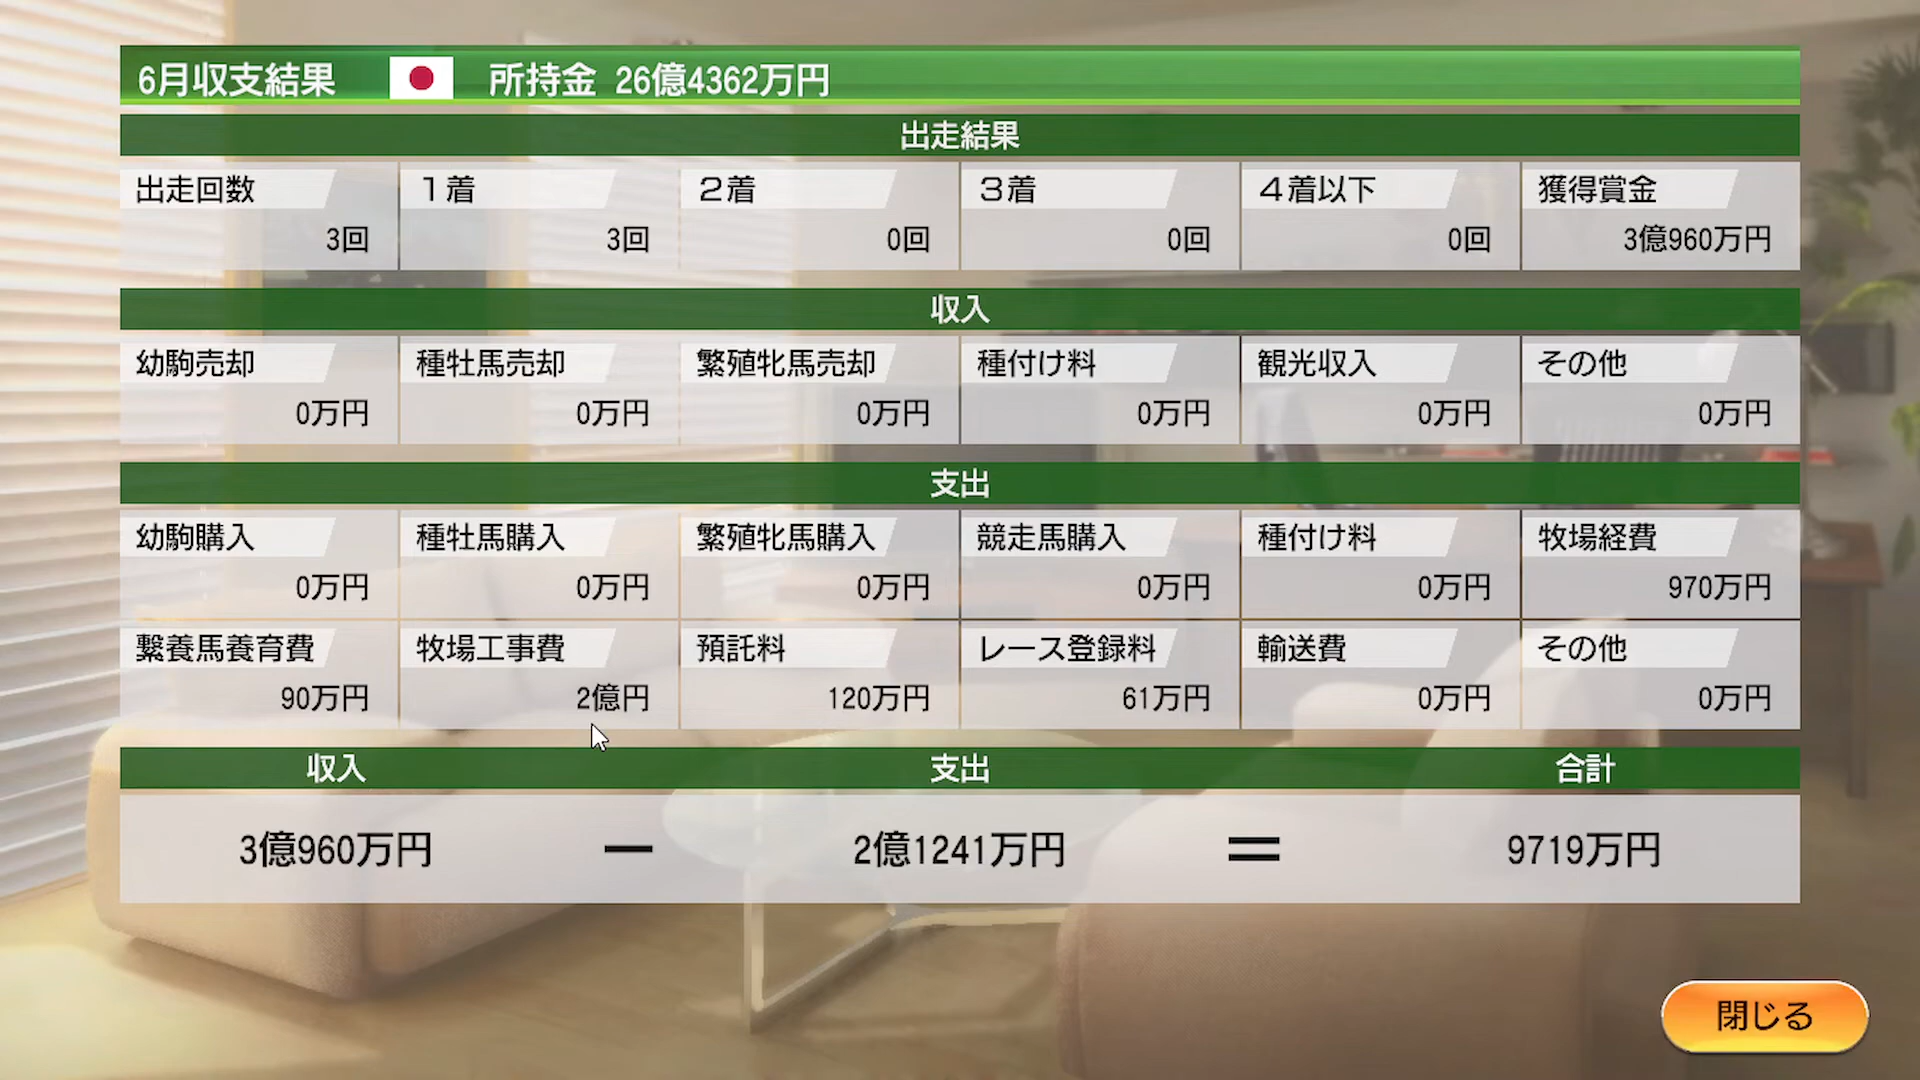 6月収支結果 所持金 26億4362万円
出走結果
出走回数 1着 2着 3着 4着以下 獲得賞金
3回 3回 0回 0回 0回 3億960万円
収入
幼駒売却 種牡馬売却 繁殖牝馬売却 種付け料 観光収入 その他
0万円 0万円 0万円 0万円 0万円 0万円
支出
幼駒購入 種牡馬購入 繁殖牝馬購入 競走馬購入 種付け料 牧場経費
0万円 0万円 0万円 0万円 0万円 970万円
繋養馬養育費 牧場工事費 預託料 レース登録料 輸送費 その他
90万円 2億円 120万円 61万円 0万円 0万円
収入 支出 合計
3億960万円 － 2億1241万円 ＝ 9719万円
閉じる